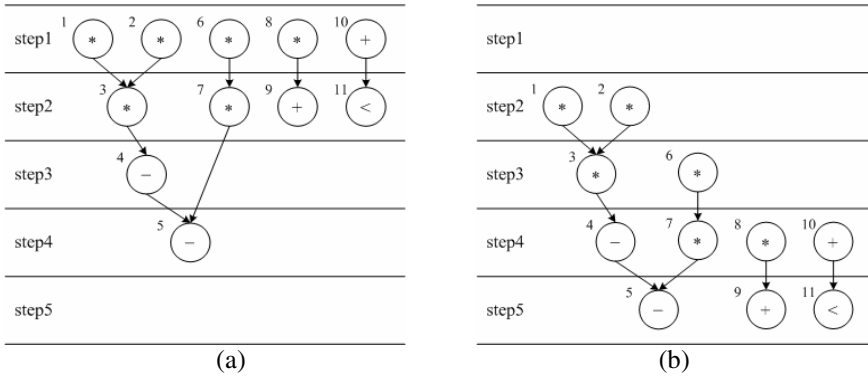 1 2 6 8 10
step1 * * * * +
3 7 9 11
step2 * * + <
4
step3 −
5
step4 −
step5
(a)
step1
1 2
step2 * *
3 6
step3 * *
4 7 8 10
step4 − * * +
5 9 11
step5 − + <
(b)